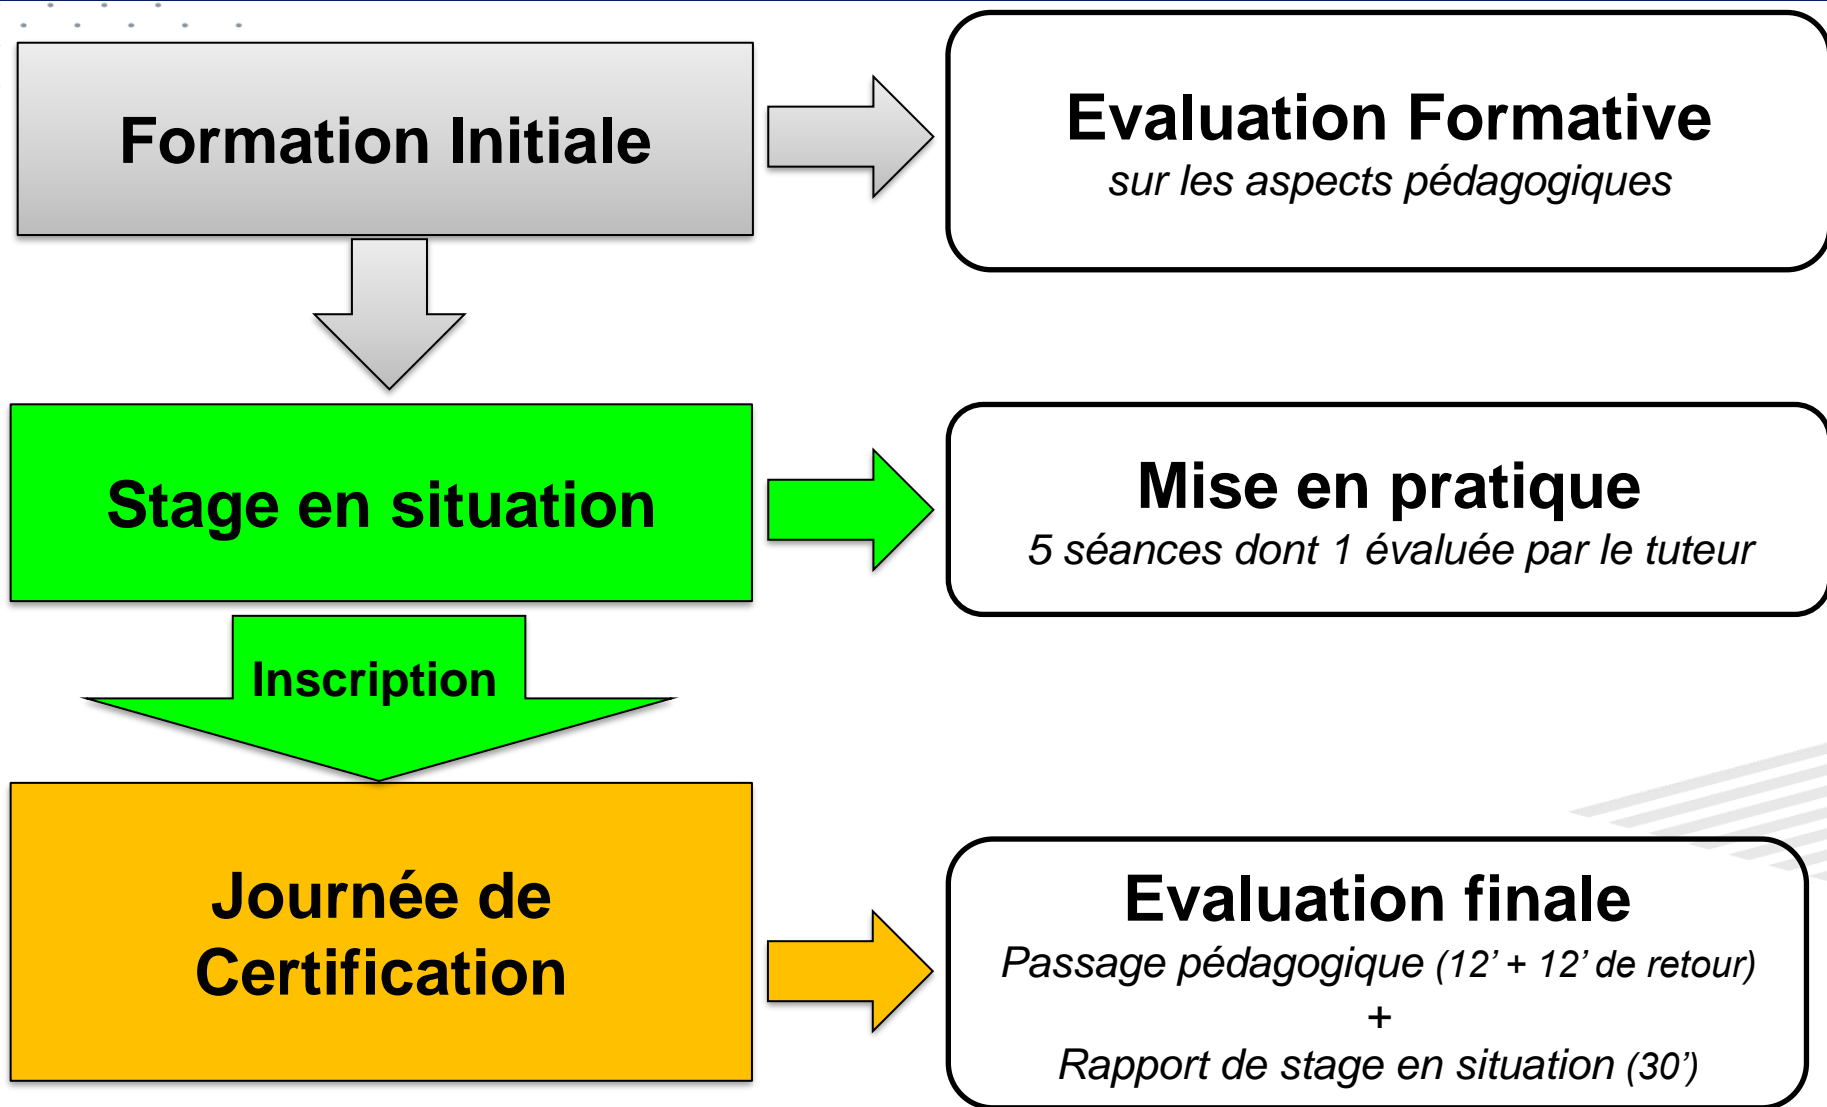 Formation Initiale
Evaluation Formative
sur les aspects pédagogiques
Stage en situation
Mise en pratique
5 séances dont 1 évaluée par le tuteur
Inscription
Journée de
Certification
Evaluation finale
Passage pédagogique (12’ + 12’ de retour)
+
Rapport de stage en situation (30’)